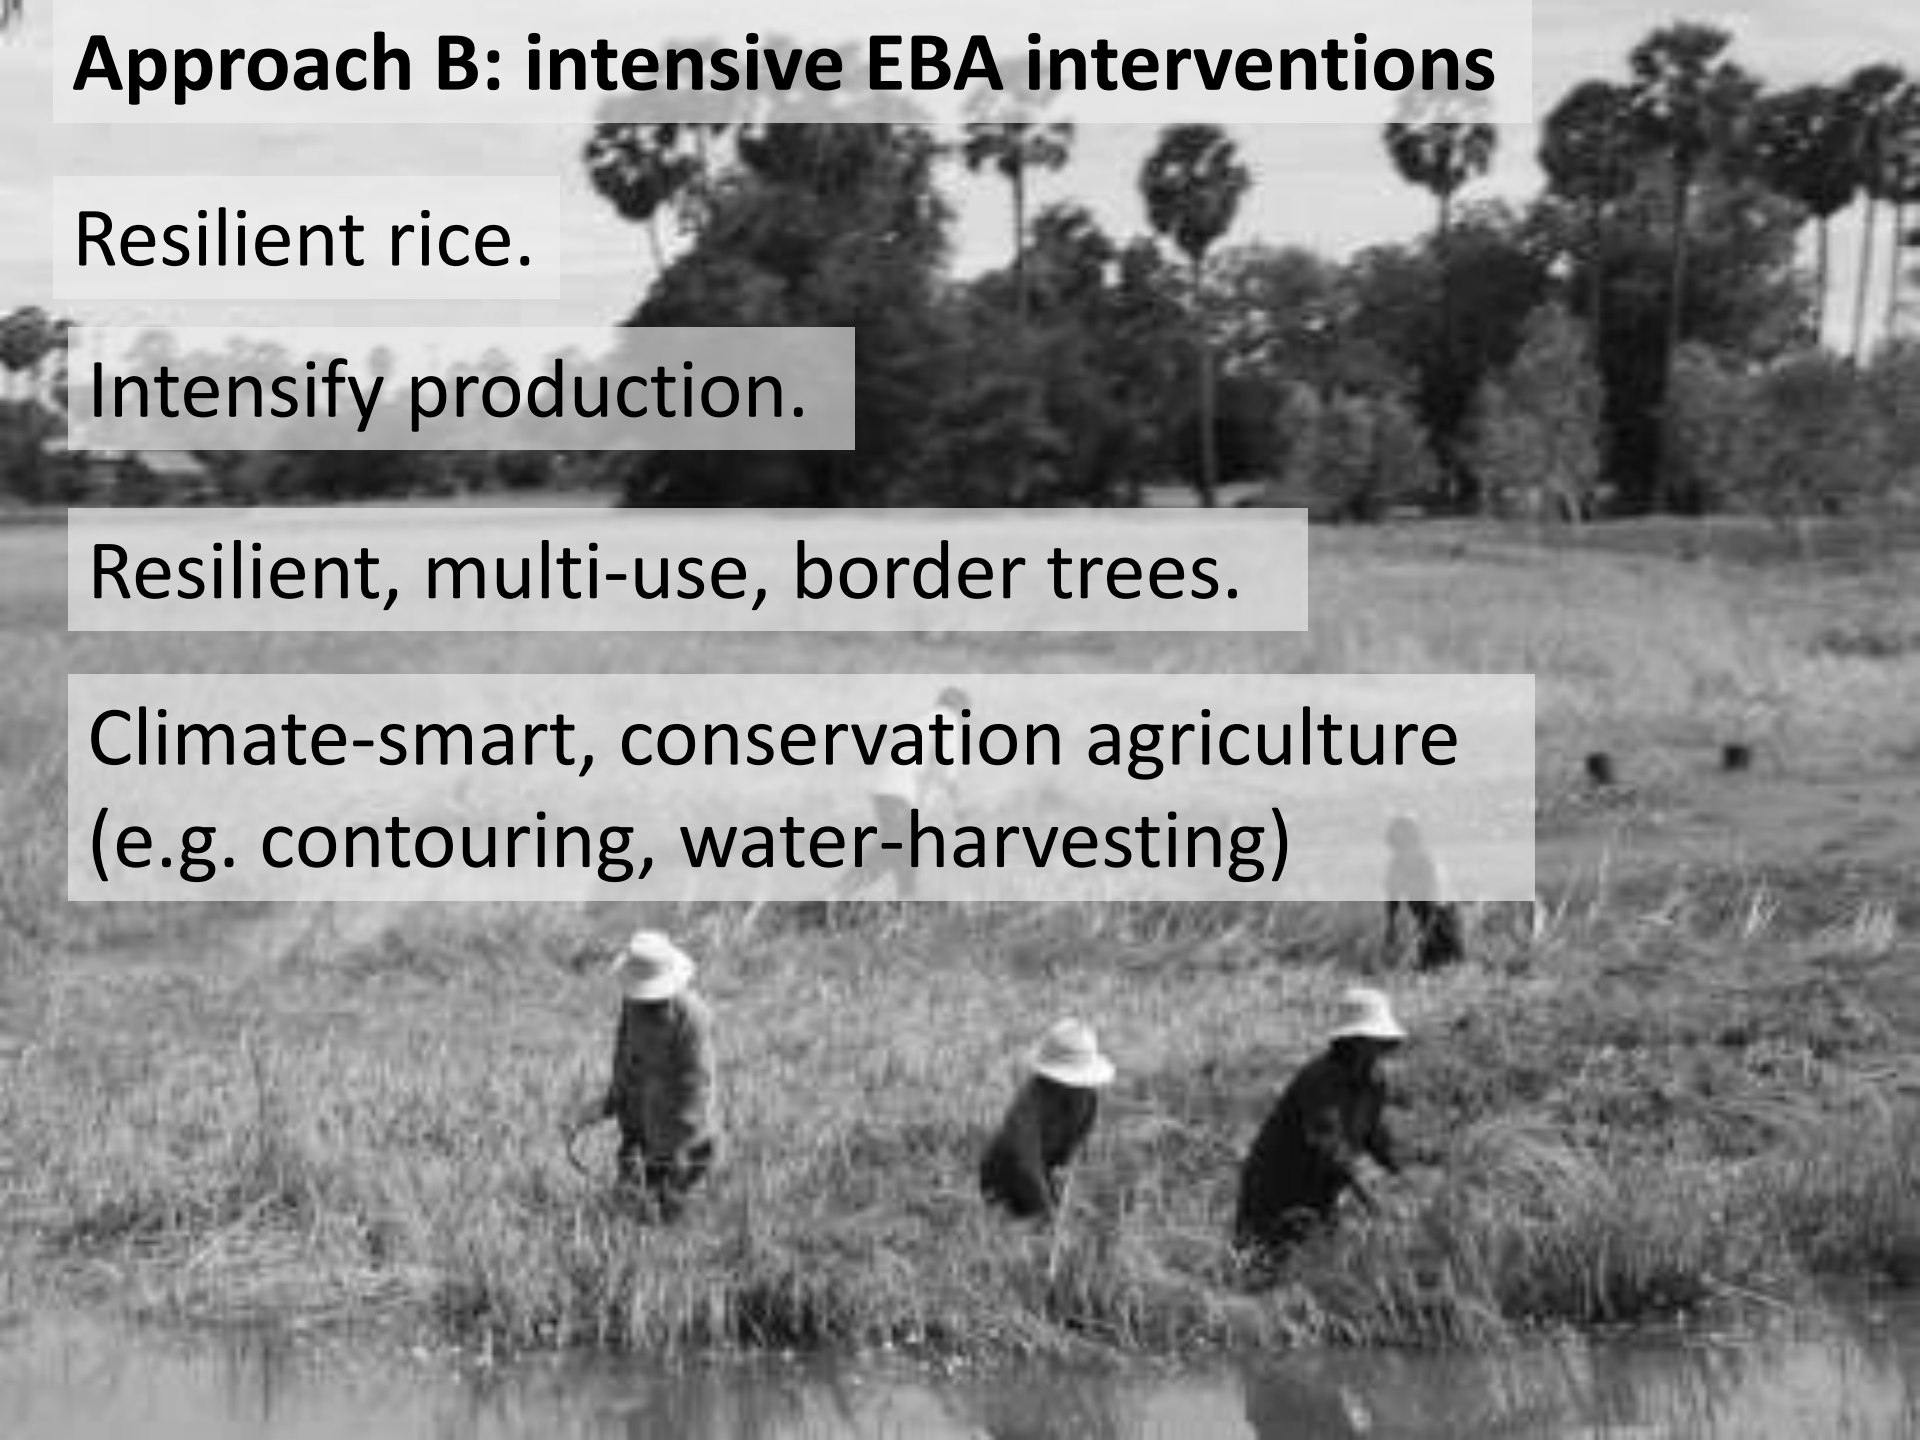 Approach B: intensive EBA interventions
Resilient rice.
Intensify production.
Resilient, multi-use, border trees.
Climate-smart, conservation agriculture
(e.g. contouring, water-harvesting)